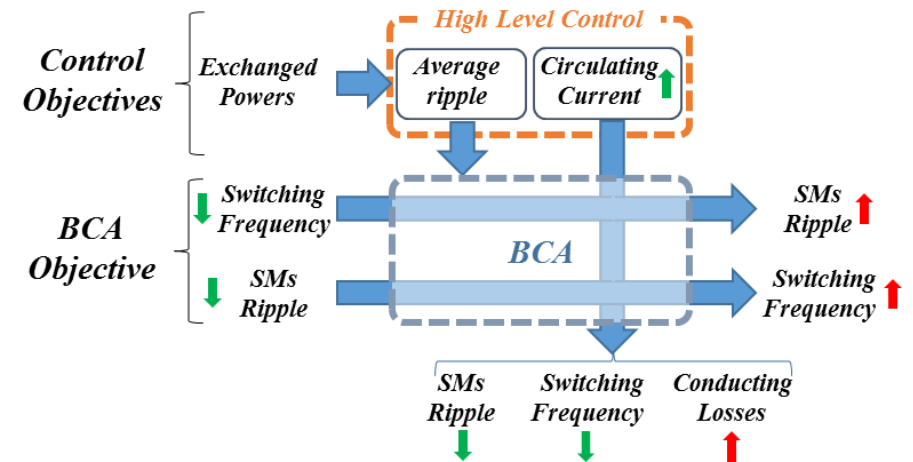 High Level Control
Control
Objectives
Exchanged
Powers
Average
ripple
Circulating
Current
BCA
Objective
Switching
Frequency
SMs
Ripple
BCA
SMs
Ripple
Switching
Frequency
SMs
Ripple
Switching
Frequency
Conducting
Losses